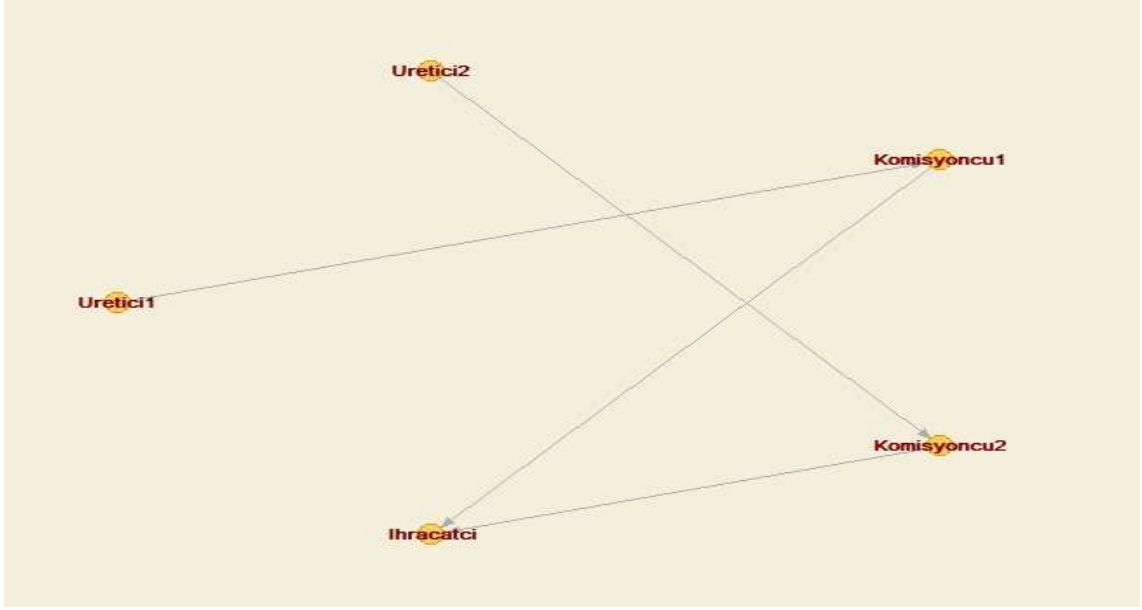 Uretici2
Komisyoncu1
Uretici1
Komisyoncu2
Ihracatci